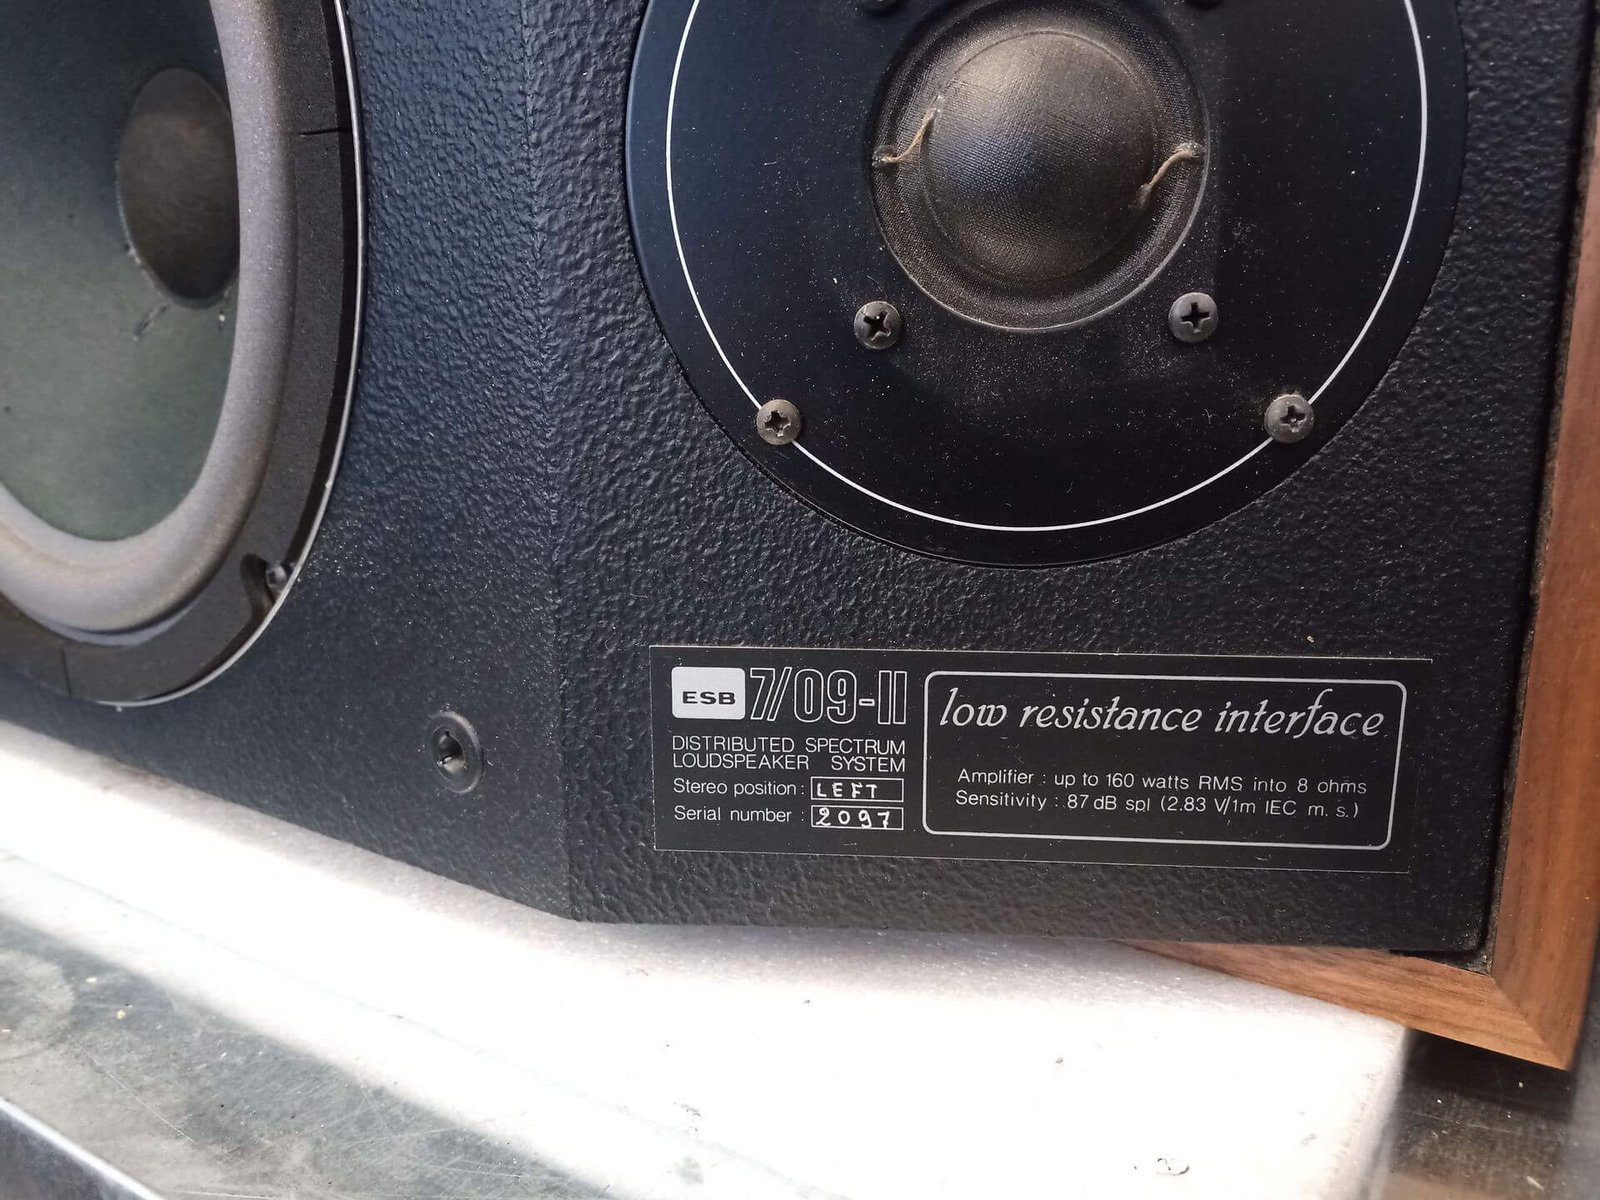 ESB 7/09-II
DISTRIBUTED SPECTRUM
LOUDSPEAKER SYSTEM
Stereo position : LEFT
Serial number : 2097
low resistance interface
Amplifier : up to 160 watts RMS into 8 ohms
Sensitivity : 87 dB spl (2.83 V/1m IEC m. s.)